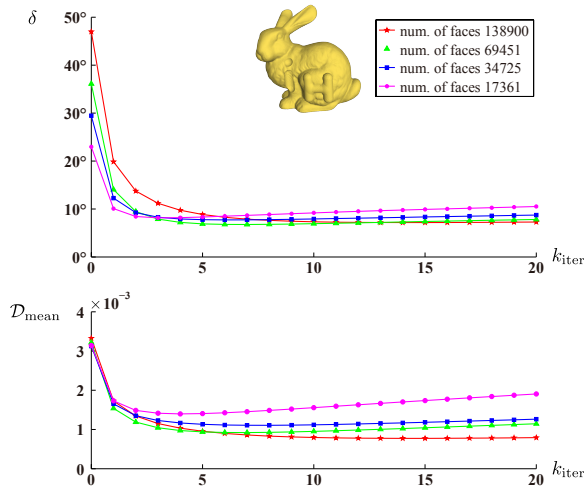 δ
50°
40°
30°
20°
10°
0°
num. of faces 138900
num. of faces 69451
num. of faces 34725
num. of faces 17361
0 5 10 15 20
k_iter
D_mean
×10⁻³
4
3
2
1
0
0 5 10 15 20
k_iter